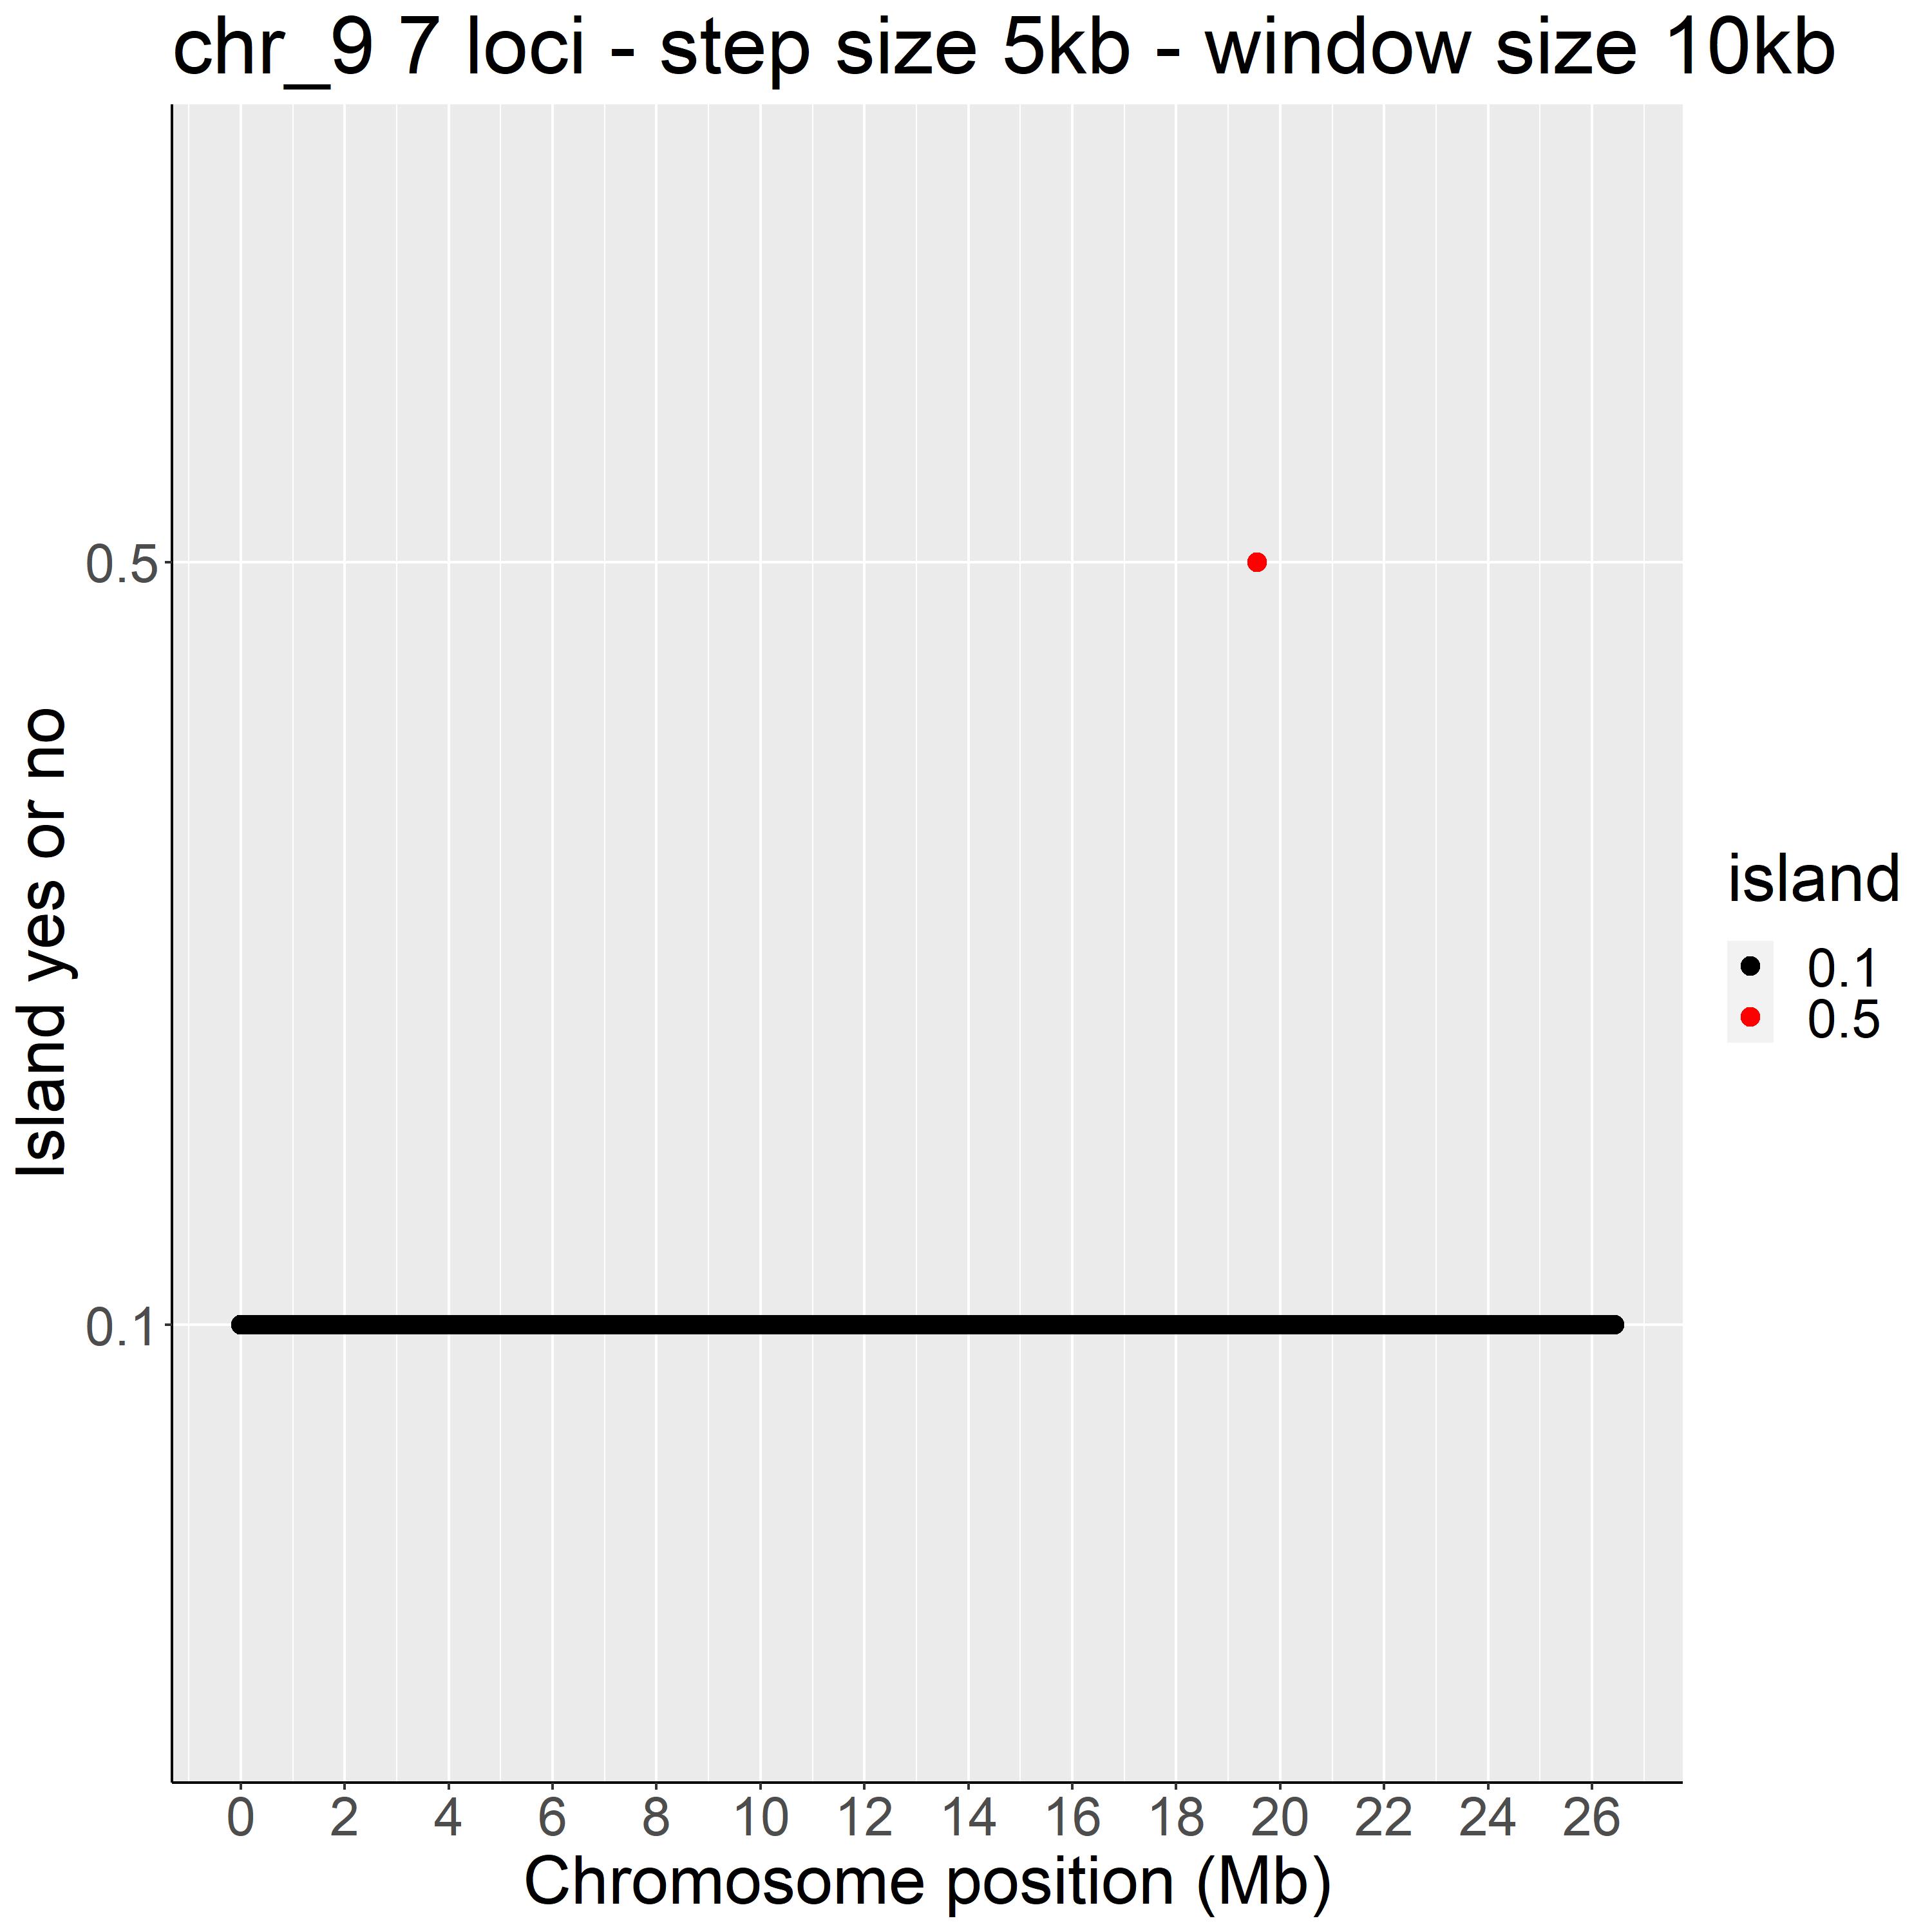 chr_9 7 loci - step size 5kb - window size 10kb
Island yes or no
0.5
0.1
island
0.1
0.5
0 2 4 6 8 10 12 14 16 18 20 22 24 26
Chromosome position (Mb)